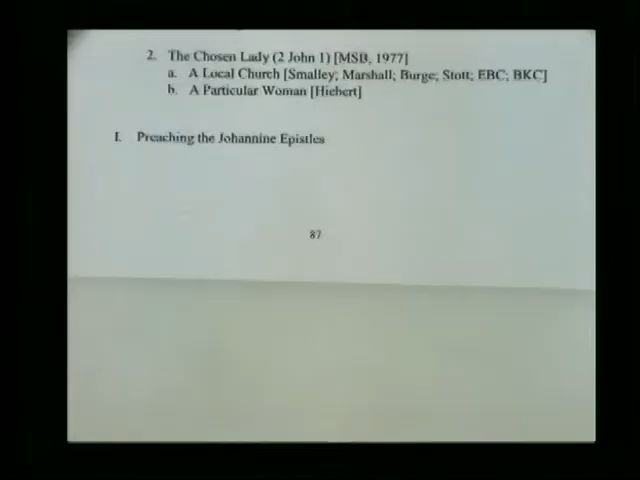 2. The Chosen Lady (2 John 1) [MSB, 1977]
a. A Local Church [Smalley; Marshall; Burge; Stott; EBC; BKC]
b. A Particular Woman [Hiebert]
I. Preaching the Johannine Epistles
87